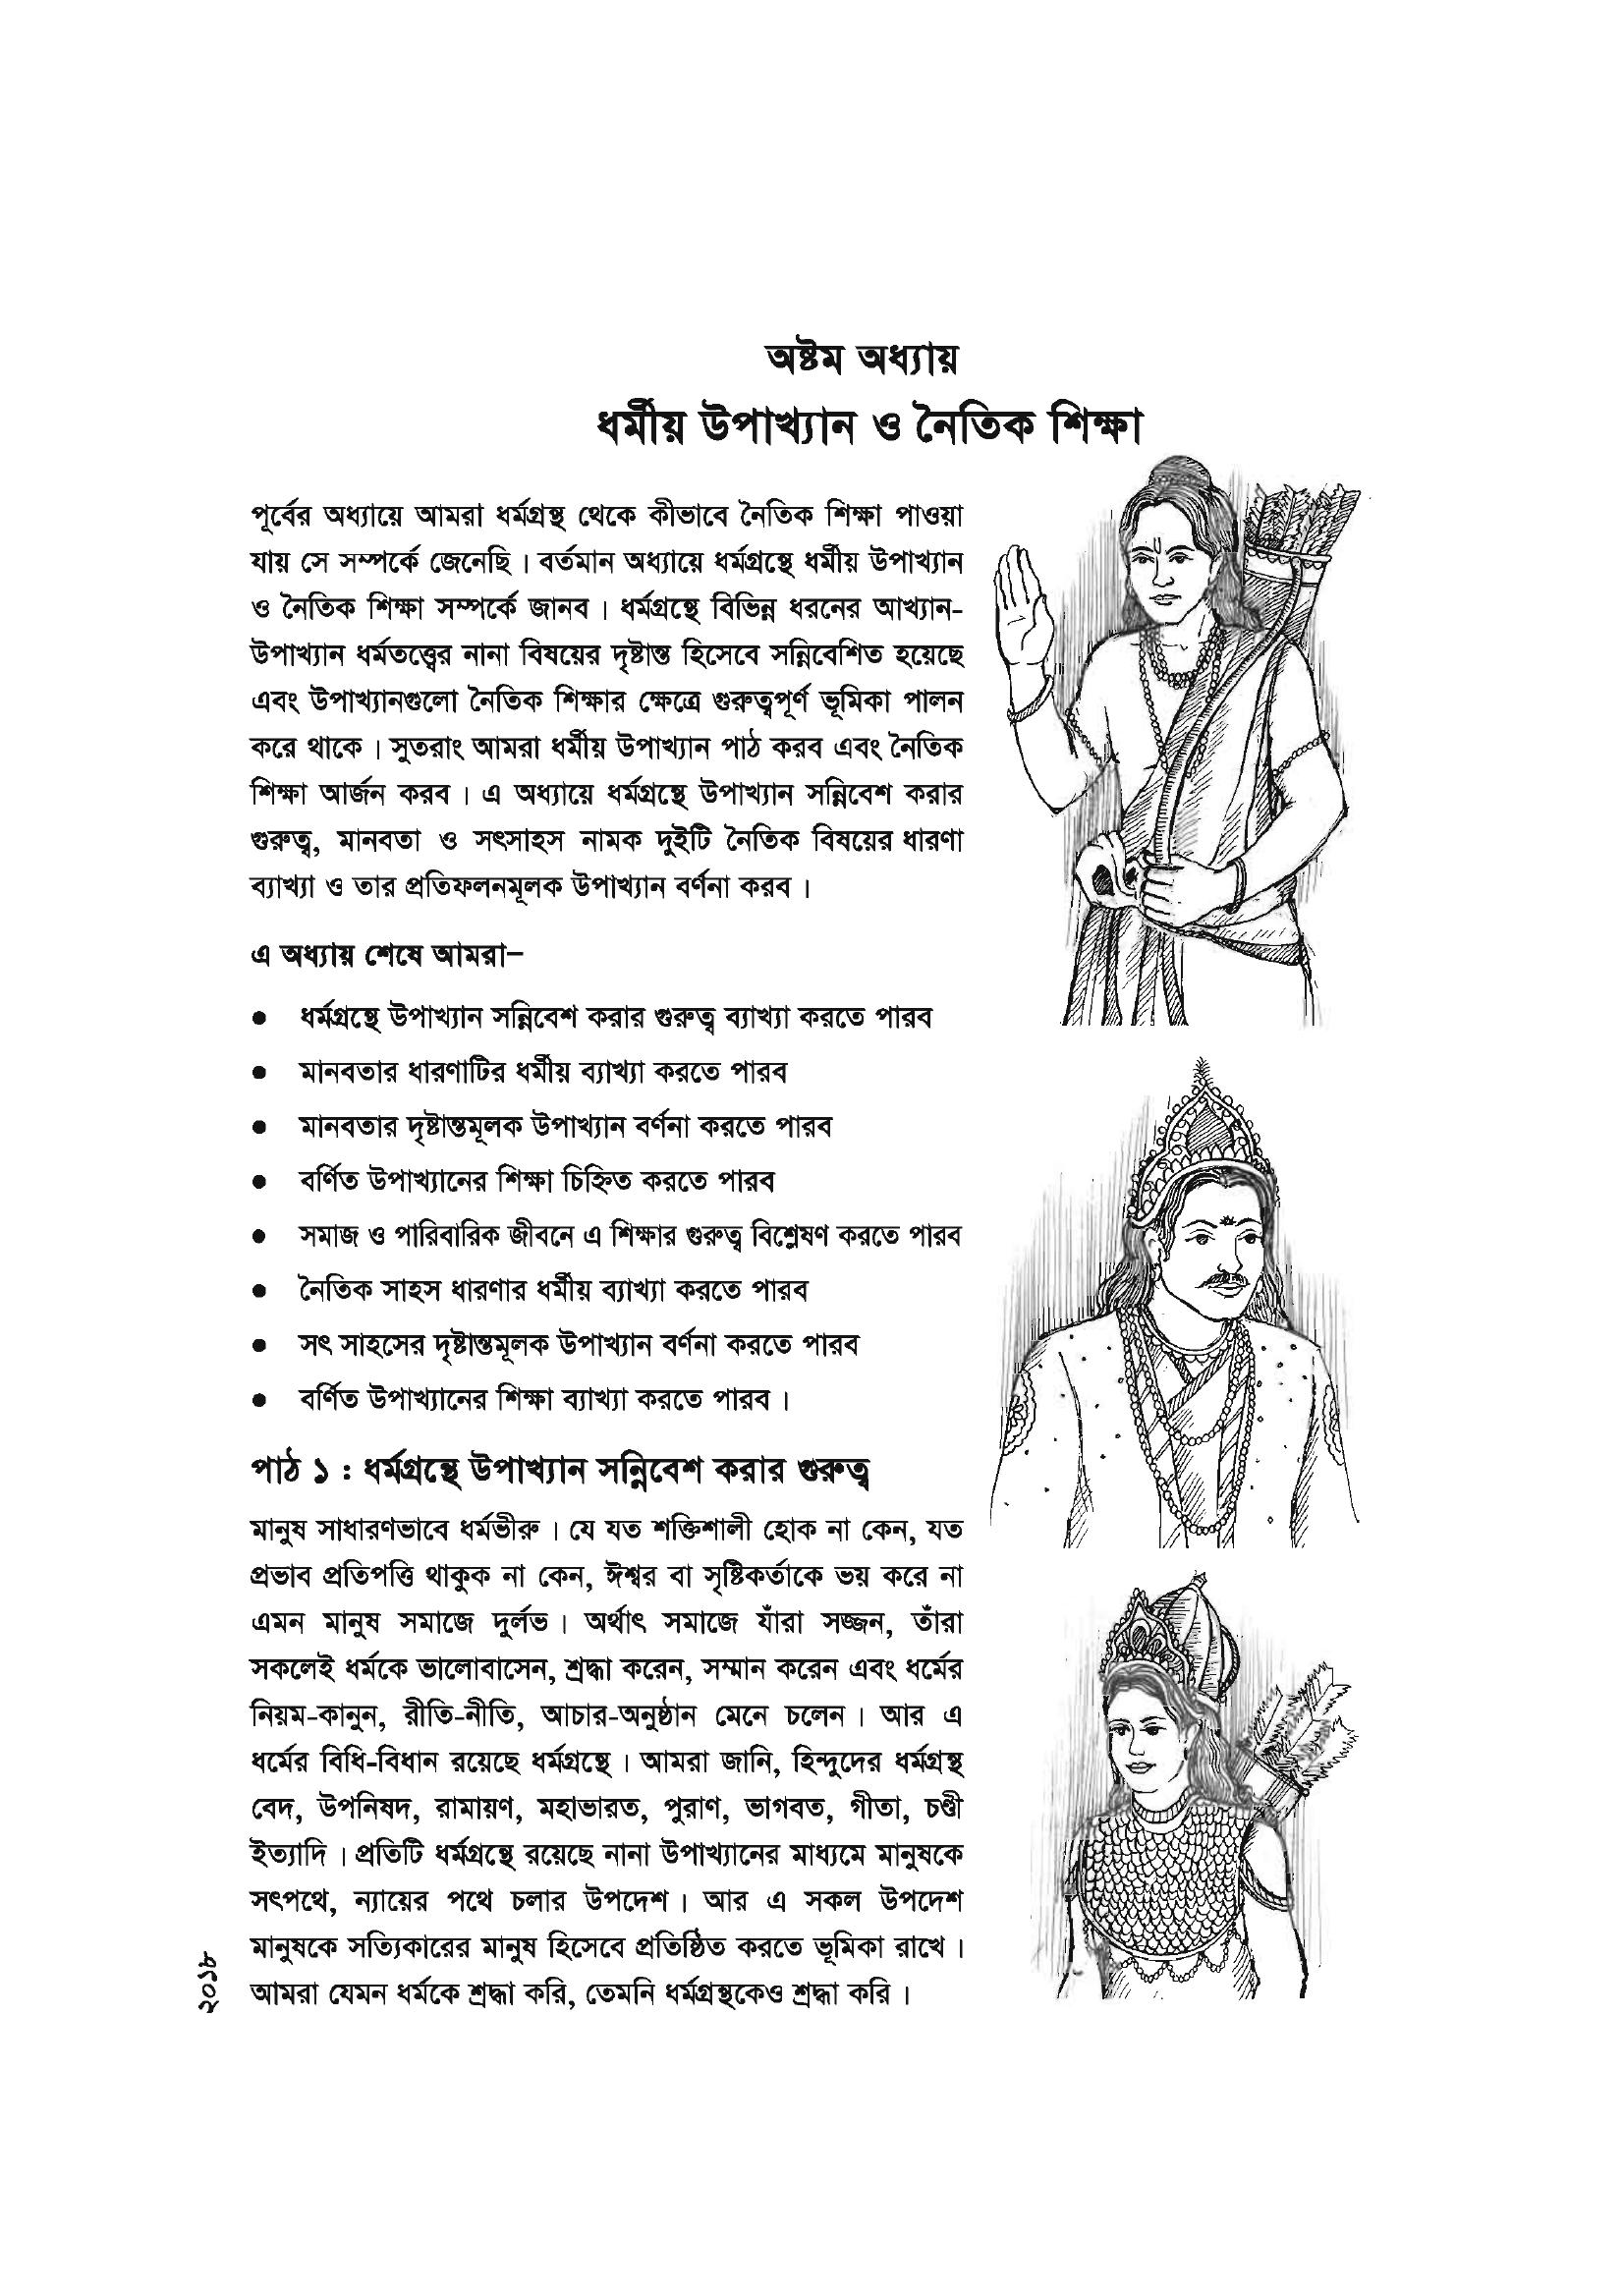 অষ্টম অধ্যায়
ধর্মীয় উপাখ্যান ও নৈতিক শিক্ষা
পূর্বের অধ্যায়ে আমরা ধর্মগ্রন্থ থেকে কীভাবে নৈতিক শিক্ষা পাওয়া
যায় সে সম্পর্কে জেনেছি। বর্তমান অধ্যায়ে ধর্মগ্রন্থে ধর্মীয় উপাখ্যান
ও নৈতিক শিক্ষা সম্পর্কে জানব। ধর্মগ্রন্থে বিভিন্ন ধরনের আখ্যান-
উপাখ্যান ধর্মতত্ত্বের নানা বিষয়ের দৃষ্টান্ত হিসেবে সন্নিবেশিত হয়েছে
এবং উপাখ্যানগুলো নৈতিক শিক্ষার ক্ষেত্রে গুরুত্বপূর্ণ ভূমিকা পালন
করে থাকে। সুতরাং আমরা ধর্মীয় উপাখ্যান পাঠ করব এবং নৈতিক
শিক্ষা আর্জন করব। এ অধ্যায়ে ধর্মগ্রন্থে উপাখ্যান সন্নিবেশ করার
গুরুত্ব, মানবতা ও সৎসাহস নামক দুইটি নৈতিক বিষয়ের ধারণা
ব্যাখ্যা ও তার প্রতিফলনমূলক উপাখ্যান বর্ণনা করব।
এ অধ্যায় শেষে আমরা–
● ধর্মগ্রন্থে উপাখ্যান সন্নিবেশ করার গুরুত্ব ব্যাখ্যা করতে পারব
● মানবতার ধারণাটির ধর্মীয় ব্যাখ্যা করতে পারব
● মানবতার দৃষ্টান্তমূলক উপাখ্যান বর্ণনা করতে পারব
● বর্ণিত উপাখ্যানের শিক্ষা চিহ্নিত করতে পারব
● সমাজ ও পারিবারিক জীবনে এ শিক্ষার গুরুত্ব বিশ্লেষণ করতে পারব
● নৈতিক সাহস ধারণার ধর্মীয় ব্যাখ্যা করতে পারব
● সৎ সাহসের দৃষ্টান্তমূলক উপাখ্যান বর্ণনা করতে পারব
● বর্ণিত উপাখ্যানের শিক্ষা ব্যাখ্যা করতে পারব।
পাঠ ১ : ধর্মগ্রন্থে উপাখ্যান সন্নিবেশ করার গুরুত্ব
মানুষ সাধারণভাবে ধর্মভীরু। যে যত শক্তিশালী হোক না কেন, যত
প্রভাব প্রতিপত্তি থাকুক না কেন, ঈশ্বর বা সৃষ্টিকর্তাকে ভয় করে না
এমন মানুষ সমাজে দুর্লভ। অর্থাৎ সমাজে যাঁরা সজ্জন, তাঁরা
সকলেই ধর্মকে ভালোবাসেন, শ্রদ্ধা করেন, সম্মান করেন এবং ধর্মের
নিয়ম-কানুন, রীতি-নীতি, আচার-অনুষ্ঠান মেনে চলেন। আর এ
ধর্মের বিধি-বিধান রয়েছে ধর্মগ্রন্থে। আমরা জানি, হিন্দুদের ধর্মগ্রন্থ
বেদ, উপনিষদ, রামায়ণ, মহাভারত, পুরাণ, ভাগবত, গীতা, চণ্ডী
ইত্যাদি। প্রতিটি ধর্মগ্রন্থে রয়েছে নানা উপাখ্যানের মাধ্যমে মানুষকে
সৎপথে, ন্যায়ের পথে চলার উপদেশ। আর এ সকল উপদেশ
মানুষকে সত্যিকারের মানুষ হিসেবে প্রতিষ্ঠিত করতে ভূমিকা রাখে।
আমরা যেমন ধর্মকে শ্রদ্ধা করি, তেমনি ধর্মগ্রন্থকেও শ্রদ্ধা করি।
২০১৮